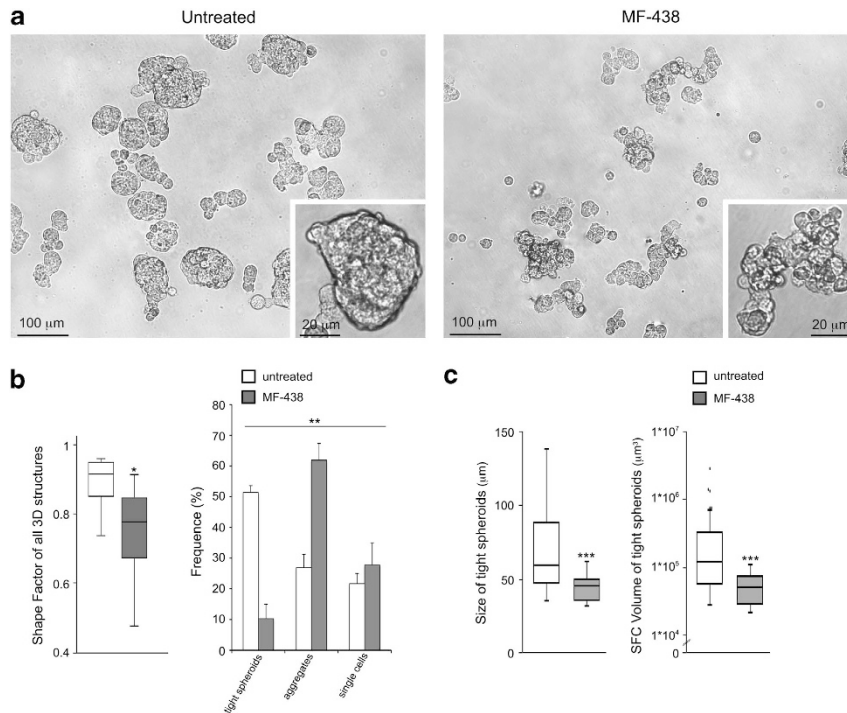 a
Untreated
MF-438
100 μm
20 μm
100 μm
20 μm
b
untreated
MF-438
Shape Factor of all 3D structures
1
0.8
0.6
0.4
*
Frequence (%)
80
70
60
50
40
30
20
10
0
**
tight spheroids
aggregates
single cells
c
untreated
MF-438
Size of tight spheroids (μm)
150
100
50
0
***
SFC Volume of tight spheroids (μm³)
1*10⁷
1*10⁶
1*10⁵
1*10⁴
0
***